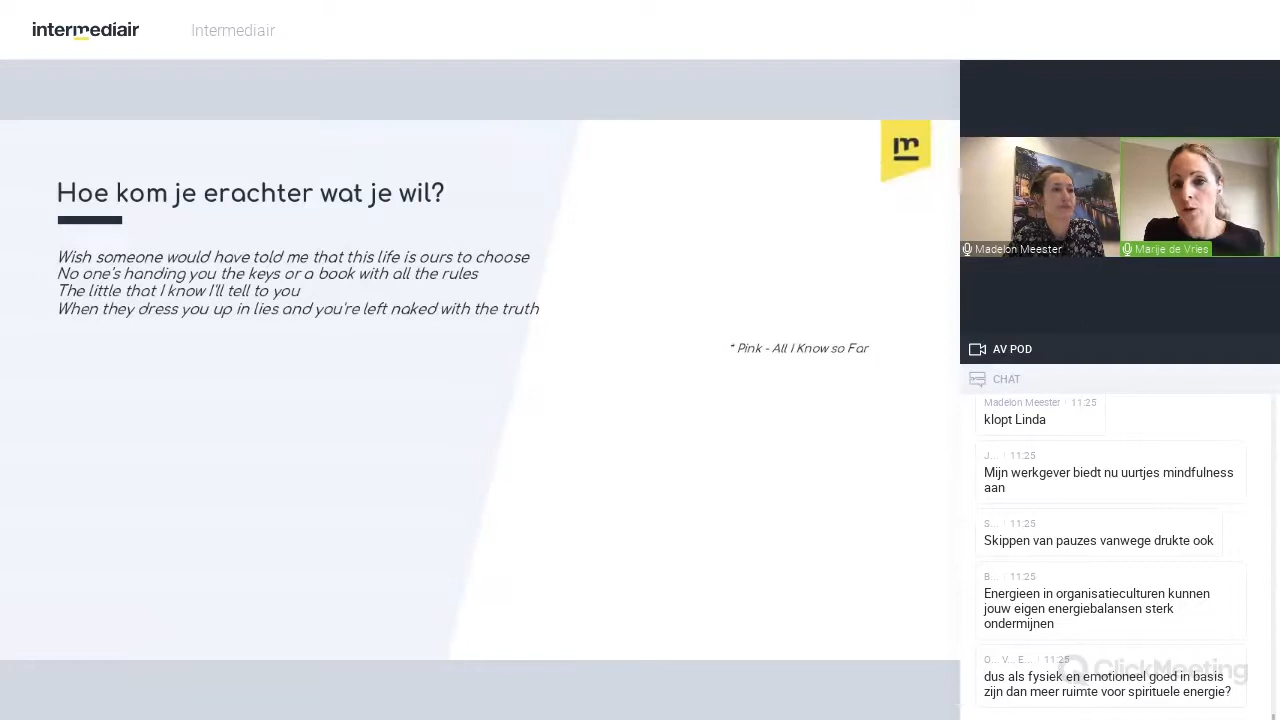 intermediair
Intermediair
m
Hoe kom je erachter wat je wil?
Wish someone would have told me that this life is ours to choose
No one's handing you the keys or a book with all the rules
The little that I know I'll tell to you
When they dress you up in lies and you're left naked with the truth
* Pink - All I Know so Far
Madelon Meester
Marije de Vries
AV POD
CHAT
Madelon Meester 11:25
klopt Linda
J... 11:25
Mijn werkgever biedt nu uurtjes mindfulness
aan
S... 11:25
Skippen van pauzes vanwege drukte ook
B... 11:25
Energieen in organisatieculturen kunnen
jouw eigen energiebalansen sterk
ondermijnen
O... V... E... 11:25
ClickMeeting
dus als fysiek en emotioneel goed in basis
zijn dan meer ruimte voor spirituele energie?